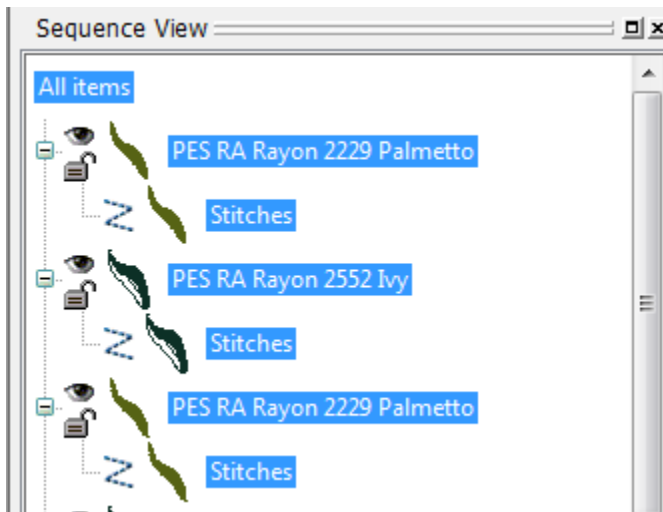 Sequence View
All items
PES RA Rayon 2229 Palmetto
Stitches
PES RA Rayon 2552 Ivy
Stitches
PES RA Rayon 2229 Palmetto
Stitches